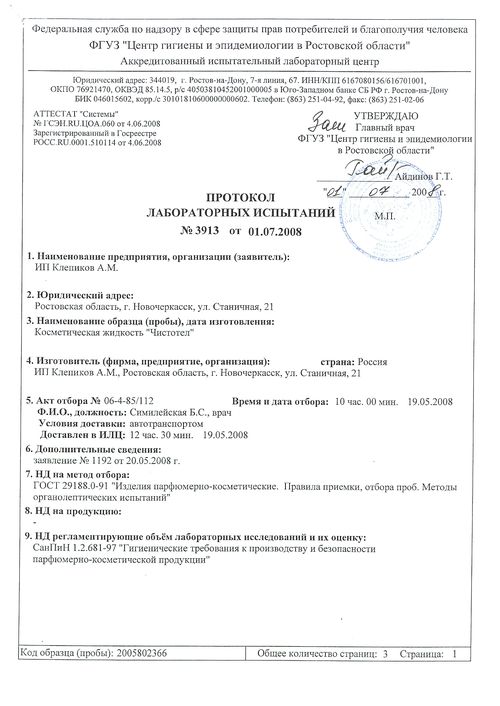 Федеральная служба по надзору в сфере защиты прав потребителей и благополучия человека
ФГУЗ "Центр гигиены и эпидемиологии в Ростовской области"
Аккредитованный испытательный лабораторный центр
Юридический адрес: 344019, г. Ростов-на-Дону, 7-я линия, 67. ИНН/КПП 6167080156/616701001,
ОКПО 76921470, ОКВЭД 85.14.5, р/с 40503810452001000005 в Юго-Западном банке СБ РФ г. Ростов-на-Дону
БИК 046015602, корр./с 30101810600000000602. Телефон: (863) 251-04-92, факс: (863) 251-02-06
АТТЕСТАТ "Системы"
№ ГСЭН.RU.ЦОА.060 от 4.06.2008
Зарегистрированный в Госреестре
РОСС.RU.0001.510114 от 4.06.2008
УТВЕРЖДАЮ
Зам Главный врач
ФГУЗ "Центр гигиены и эпидемиологии
в Ростовской области"
Айдинов Г.Т.
"01" 07 2008 г.
М.П.
ПРОТОКОЛ
ЛАБОРАТОРНЫХ ИСПЫТАНИЙ
№ 3913 от 01.07.2008
1. Наименование предприятия, организации (заявитель):
ИП Клепиков А.М.
2. Юридический адрес:
Ростовская область, г. Новочеркасск, ул. Станичная, 21
3. Наименование образца (пробы), дата изготовления:
Косметическая жидкость "Чистотел"
4. Изготовитель (фирма, предприятие, организация): страна: Россия
ИП Клепиков А.М., Ростовская область, г. Новочеркасск, ул. Станичная, 21
5. Акт отбора № 06-4-85/112 Время и дата отбора: 10 час. 00 мин. 19.05.2008
Ф.И.О., должность: Симилейская Б.С., врач
Условия доставки: автотранспортом
Доставлен в ИЛЦ: 12 час. 30 мин. 19.05.2008
6. Дополнительные сведения:
заявление № 1192 от 20.05.2008 г.
7. НД на метод отбора:
ГОСТ 29188.0-91 "Изделия парфюмерно-косметические. Правила приемки, отбора проб. Методы
органолептических испытаний"
8. НД на продукцию:
-
9. НД регламентирующие объём лабораторных исследований и их оценку:
СанПиН 1.2.681-97 "Гигиенические требования к производству и безопасности
парфюмерно-косметической продукции"
Код образца (пробы): 2005802366 Общее количество страниц: 3 Страница: 1